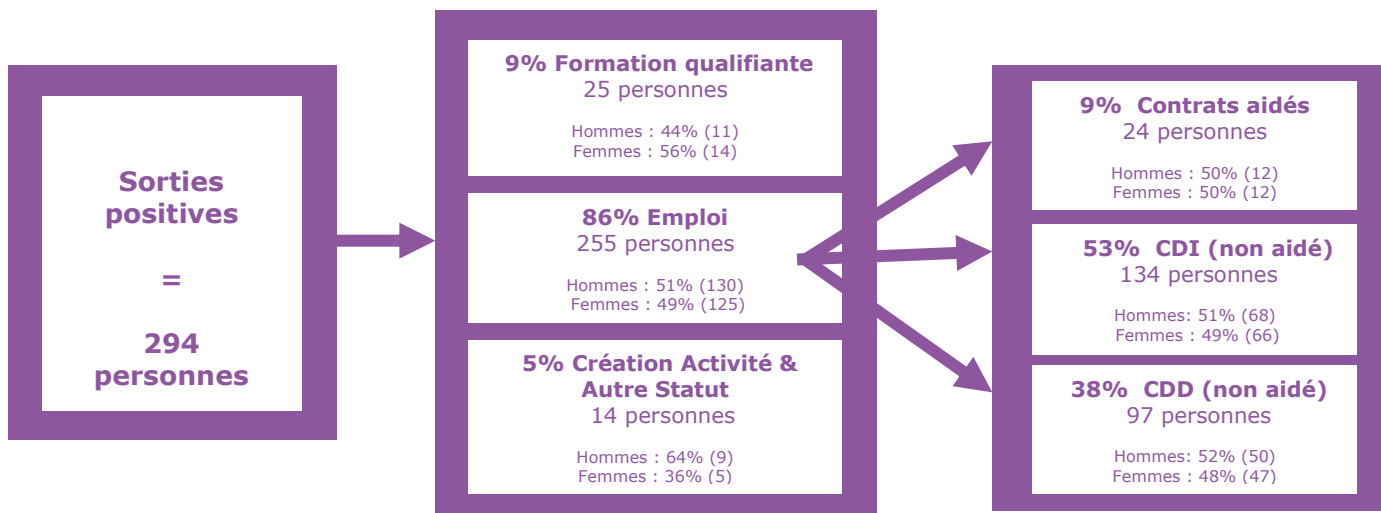 Sorties
positives
=
294
personnes
9% Formation qualifiante
25 personnes
Hommes : 44% (11)
Femmes : 56% (14)
86% Emploi
255 personnes
Hommes : 51% (130)
Femmes : 49% (125)
5% Création Activité &
Autre Statut
14 personnes
Hommes : 64% (9)
Femmes : 36% (5)
9% Contrats aidés
24 personnes
Hommes : 50% (12)
Femmes : 50% (12)
53% CDI (non aidé)
134 personnes
Hommes: 51% (68)
Femmes : 49% (66)
38% CDD (non aidé)
97 personnes
Hommes: 52% (50)
Femmes : 48% (47)